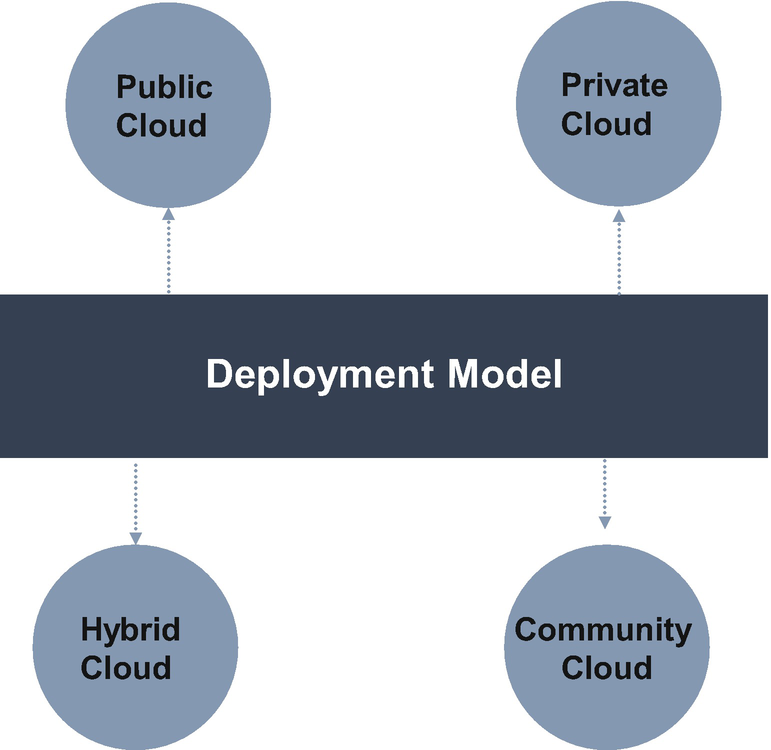 Public
Cloud
Private
Cloud
Deployment Model
Hybrid
Cloud
Community
Cloud